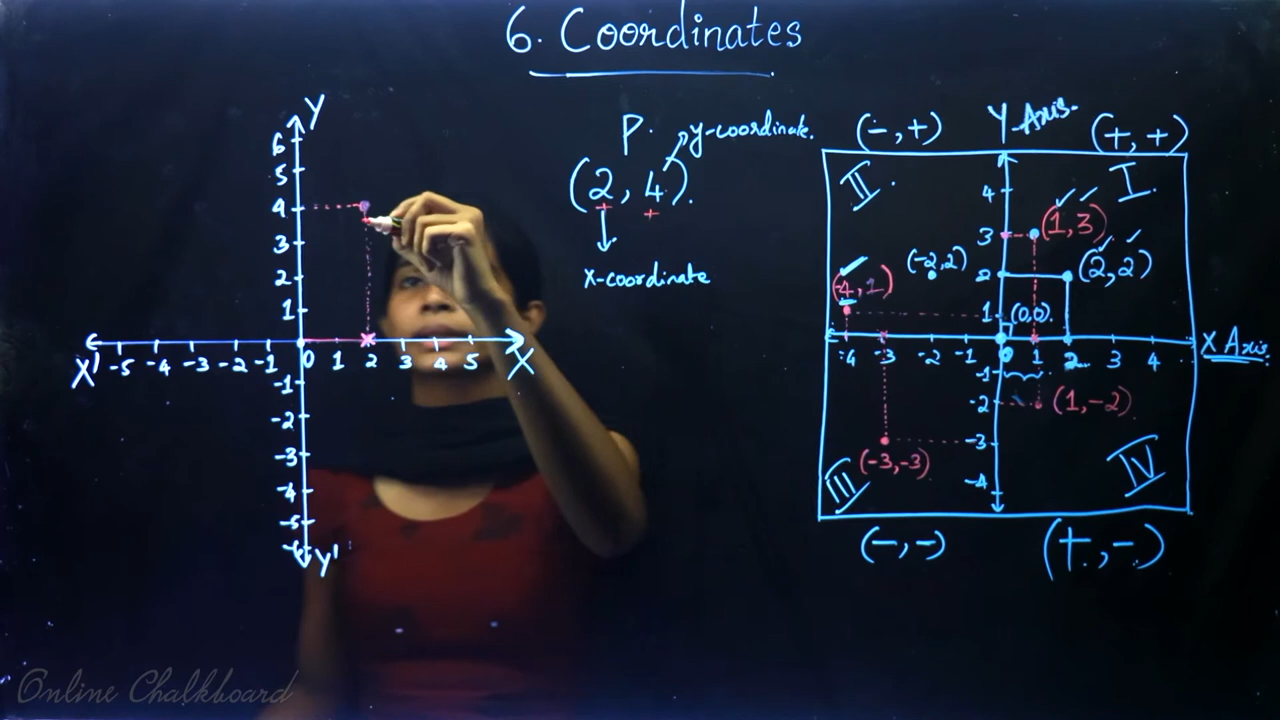 6. Coordinates
Y
6
5
4
3
2
1
X' -5 -4 -3 -2 -1 0 1 2 3 4 5 X
-1
-2
-3
-4
-5
-6
Y'
P.
y-coordinate.
(2, 4).
x-coordinate
(-, +) Y Axis. (+, +)
II. I.
4
3 (1, 3)
(-2,2) 2 (2, 2)
(-4, 1) 1 (0,0).
-4 -3 -2 -1 0 1 2 3 4 X Axis.
-1
-2 (1, -2)
-3
(-3,-3)
-4
III IV
(-, -) (+, -)
Online Chalkboard